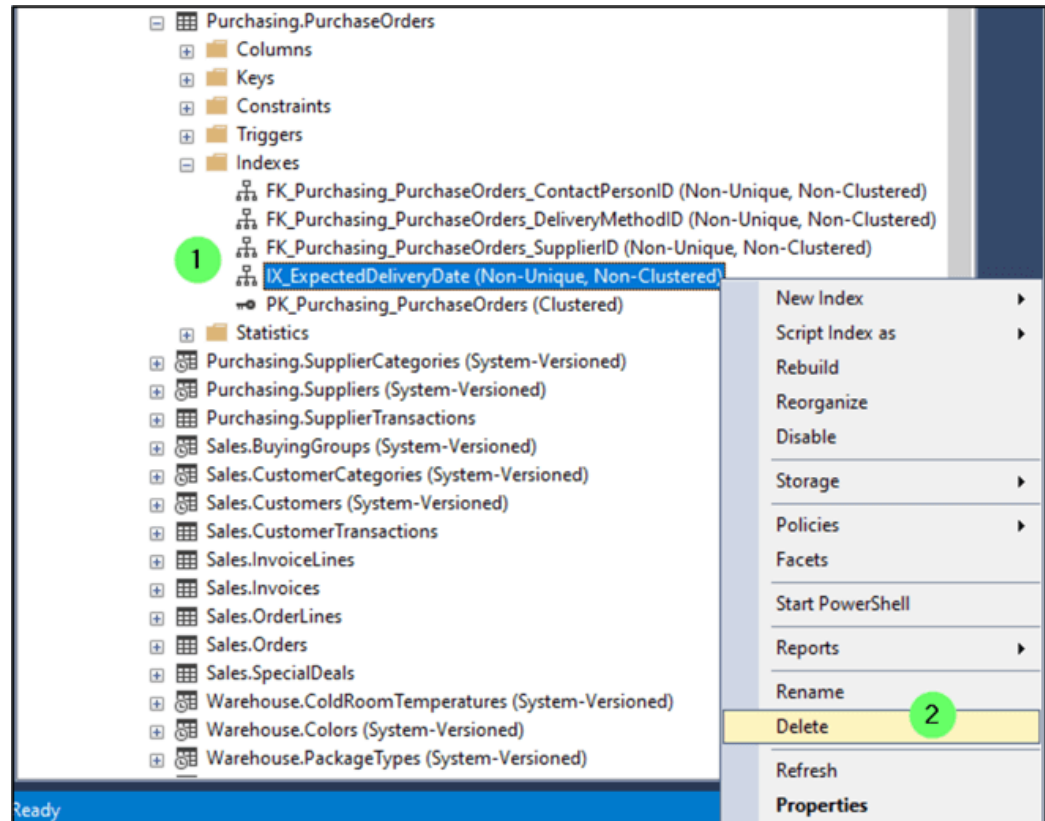 Purchasing.PurchaseOrders
Columns
Keys
Constraints
Triggers
Indexes
FK_Purchasing_PurchaseOrders_ContactPersonID (Non-Unique, Non-Clustered)
FK_Purchasing_PurchaseOrders_DeliveryMethodID (Non-Unique, Non-Clustered)
FK_Purchasing_PurchaseOrders_SupplierID (Non-Unique, Non-Clustered)
1
IX_ExpectedDeliveryDate (Non-Unique, Non-Clustered)
PK_Purchasing_PurchaseOrders (Clustered)
Statistics
Purchasing.SupplierCategories (System-Versioned)
Purchasing.Suppliers (System-Versioned)
Purchasing.SupplierTransactions
Sales.BuyingGroups (System-Versioned)
Sales.CustomerCategories (System-Versioned)
Sales.Customers (System-Versioned)
Sales.CustomerTransactions
Sales.InvoiceLines
Sales.Invoices
Sales.OrderLines
Sales.Orders
Sales.SpecialDeals
Warehouse.ColdRoomTemperatures (System-Versioned)
Warehouse.Colors (System-Versioned)
Warehouse.PackageTypes (System-Versioned)
New Index
Script Index as
Rebuild
Reorganize
Disable
Storage
Policies
Facets
Start PowerShell
Reports
Rename
Delete
2
Refresh
Properties
Ready